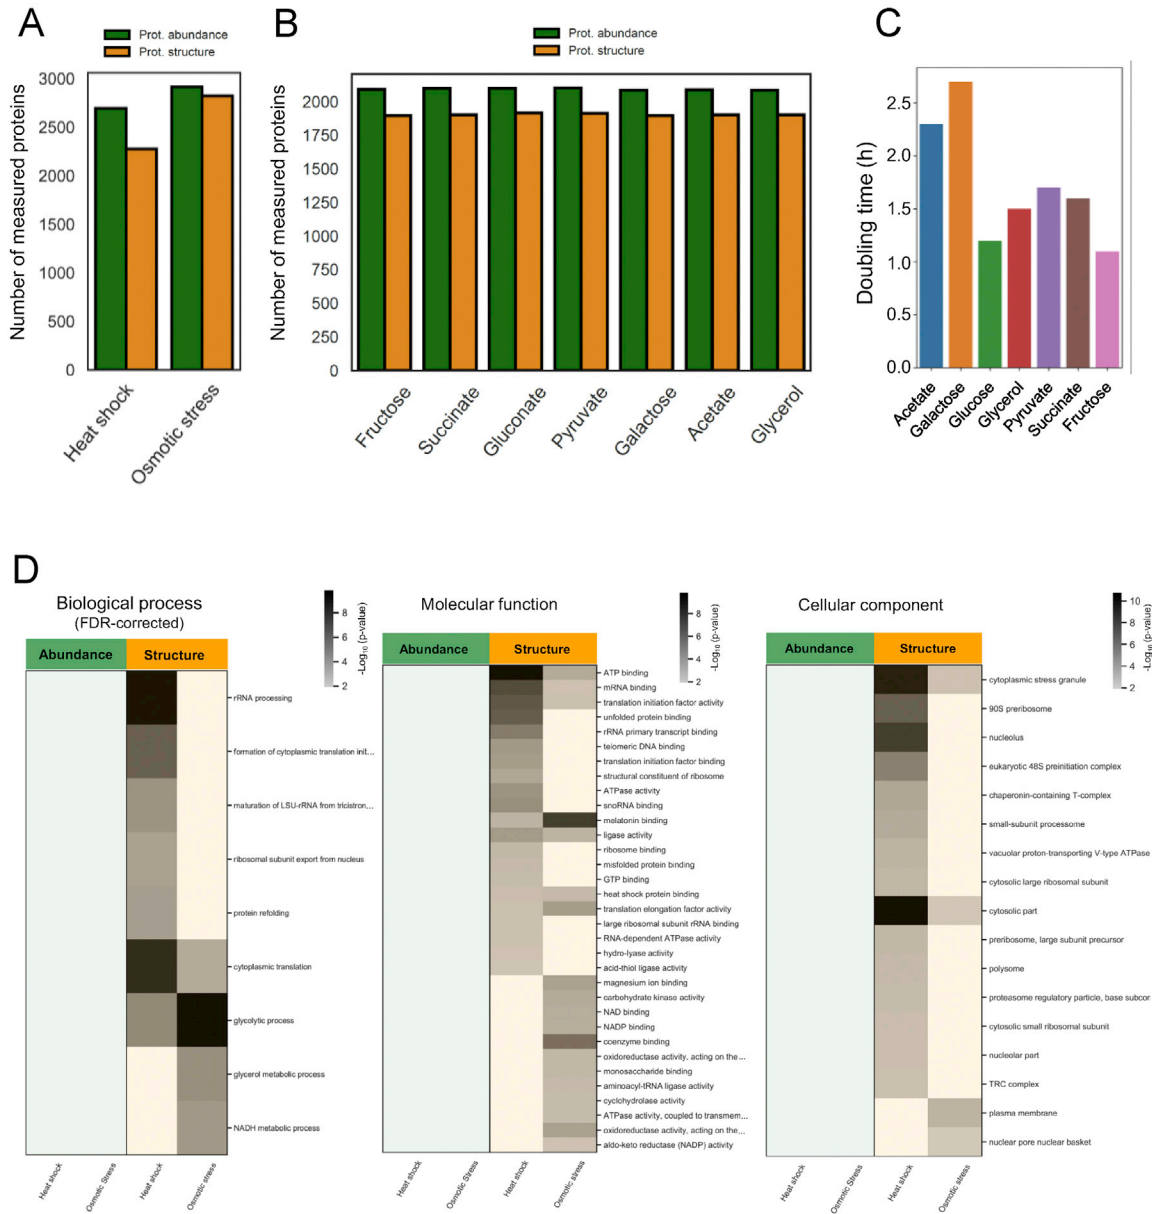 A
Prot. abundance
Prot. structure
Number of measured proteins
3000
2500
2000
1500
1000
500
0
Heat shock
Osmotic stress
B
Prot. abundance
Prot. structure
Number of measured proteins
2000
1750
1500
1250
1000
750
500
250
0
Fructose
Succinate
Gluconate
Pyruvate
Galactose
Acetate
Glycerol
C
Doubling time (h)
2.5
2.0
1.5
1.0
0.5
0.0
Acetate
Galactose
Glucose
Glycerol
Pyruvate
Succinate
Fructose
D
Biological process
(FDR-corrected)
8
6
4
2
-Log10 (p-value)
Abundance
Structure
rRNA processing
formation of cytoplasmic translation init...
maturation of LSU-rRNA from tricistron...
ribosomal subunit export from nucleus
protein refolding
cytoplasmic translation
glycolytic process
glycerol metabolic process
NADH metabolic process
Heat shock
Osmotic Stress
Heat shock
Osmotic stress
Molecular function
8
6
4
2
-Log10 (p-value)
Abundance
Structure
ATP binding
mRNA binding
translation initiation factor activity
unfolded protein binding
rRNA primary transcript binding
telomeric DNA binding
translation initiation factor binding
structural constituent of ribosome
ATPase activity
snoRNA binding
melatonin binding
ligase activity
ribosome binding
misfolded protein binding
GTP binding
heat shock protein binding
translation elongation factor activity
large ribosomal subunit rRNA binding
RNA-dependent ATPase activity
hydro-lyase activity
acid-thiol ligase activity
magnesium ion binding
carbohydrate kinase activity
NAD binding
NADP binding
coenzyme binding
oxidoreductase activity, acting on the...
monosaccharide binding
aminoacyl-tRNA ligase activity
cyclohydrolase activity
ATPase activity, coupled to transmem...
oxidoreductase activity, acting on the...
aldo-keto reductase (NADP) activity
Heat shock
Osmotic Stress
Heat shock
Osmotic stress
Cellular component
10
8
6
4
2
-Log10 (p-value)
Abundance
Structure
cytoplasmic stress granule
90S preribosome
nucleolus
eukaryotic 48S preinitiation complex
chaperonin-containing T-complex
small-subunit processome
vacuolar proton-transporting V-type ATPase
cytosolic large ribosomal subunit
cytosolic part
preribosome, large subunit precursor
polysome
proteasome regulatory particle, base subcor
cytosolic small ribosomal subunit
nucleolar part
TRC complex
plasma membrane
nuclear pore nuclear basket
Heat shock
Osmotic Stress
Heat shock
Osmotic stress